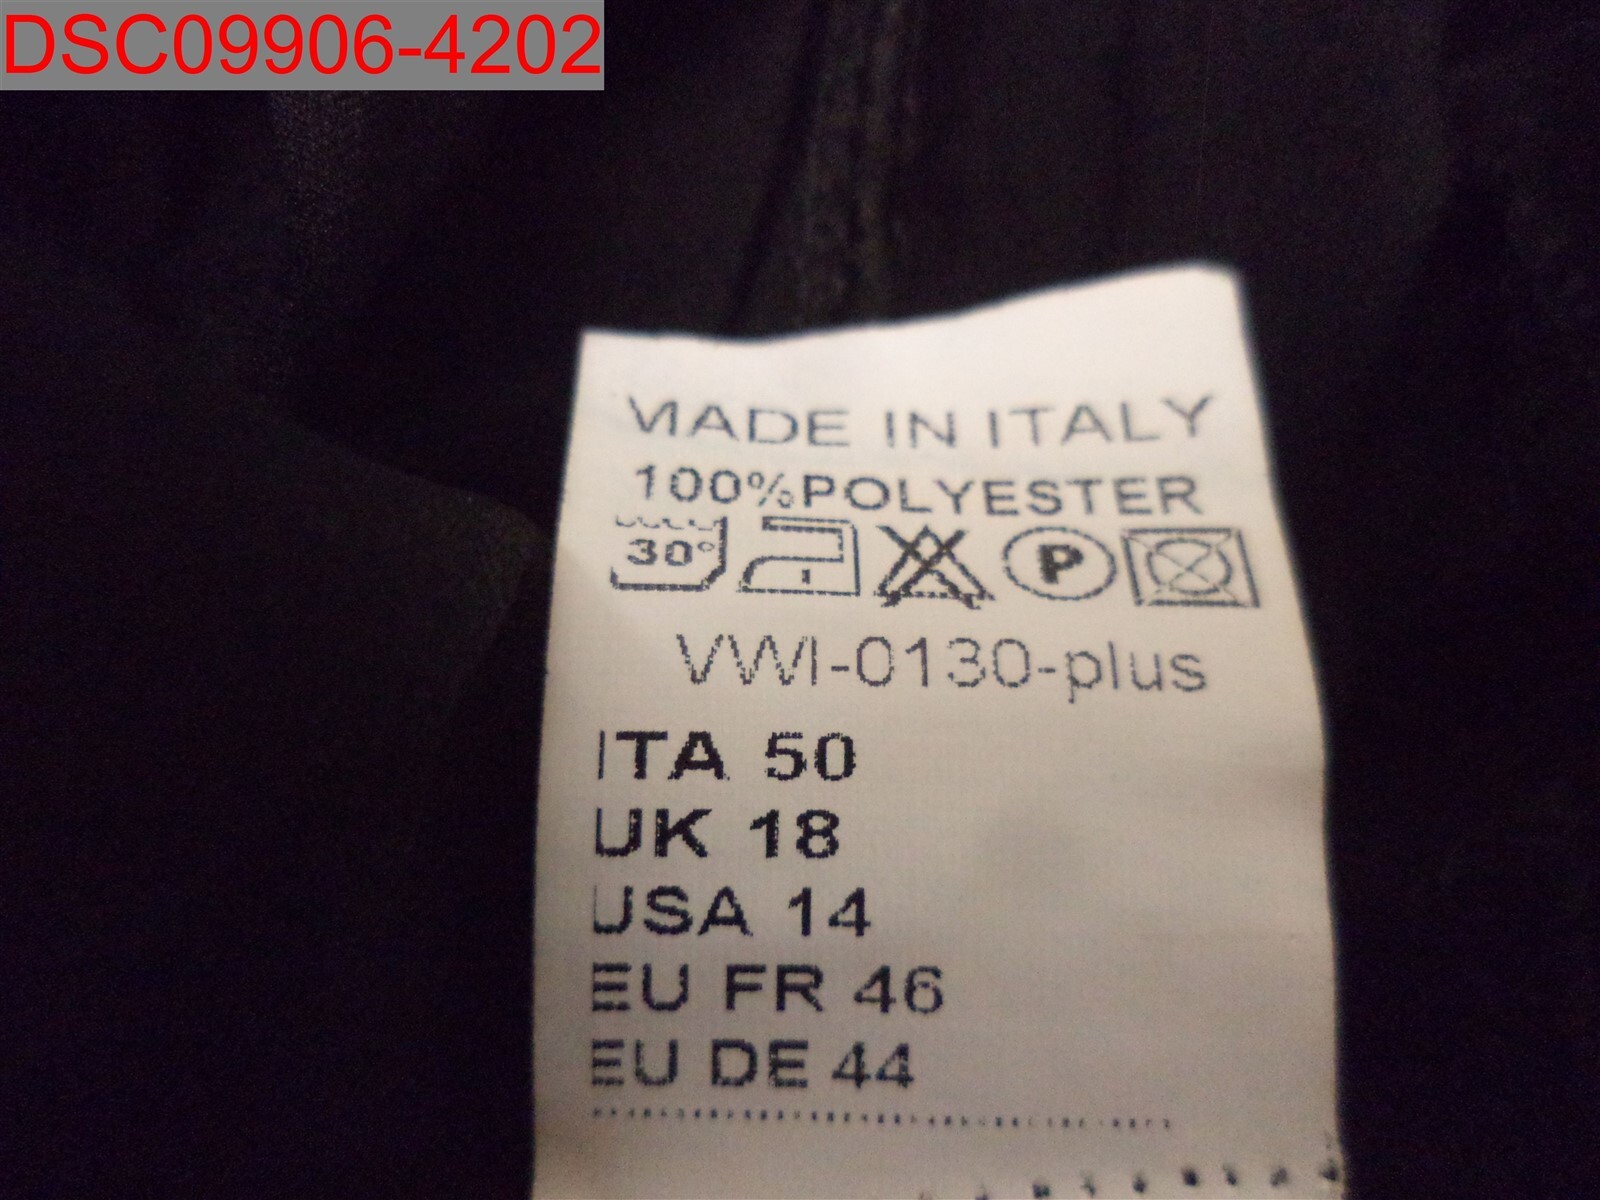 DSC09906-4202
MADE IN ITALY
100%POLYESTER
30° P
VWI-0130-plus
ITA 50
UK 18
USA 14
EU FR 46
EU DE 44